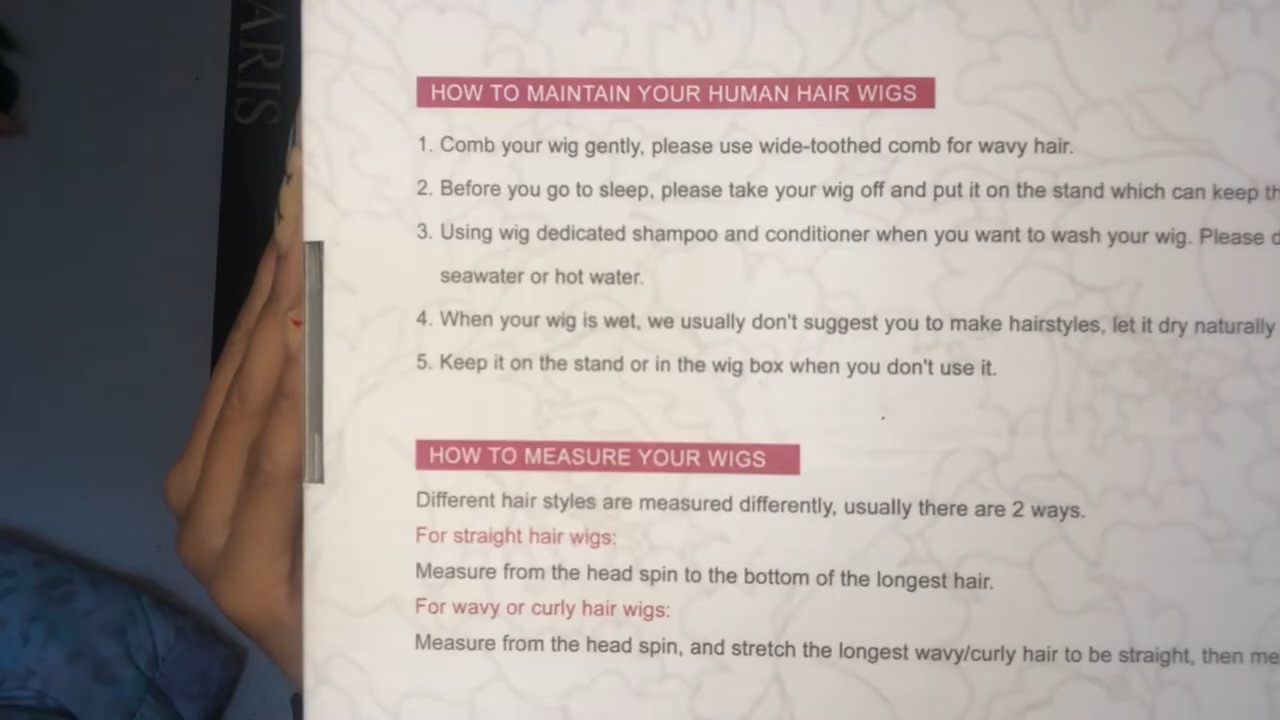 ARIS
HOW TO MAINTAIN YOUR HUMAN HAIR WIGS
1. Comb your wig gently, please use wide-toothed comb for wavy hair.
2. Before you go to sleep, please take your wig off and put it on the stand which can keep
3. Using wig dedicated shampoo and conditioner when you want to wash your wig. Please
seawater or hot water.
4. When your wig is wet, we usually don't suggest you to make hairstyles, let it dry naturally
5. Keep it on the stand or in the wig box when you don't use it.
HOW TO MEASURE YOUR WIGS
Different hair styles are measured differently, usually there are 2 ways.
For straight hair wigs:
Measure from the head spin to the bottom of the longest hair.
For wavy or curly hair wigs:
Measure from the head spin, and stretch the longest wavy/curly hair to be straight, then